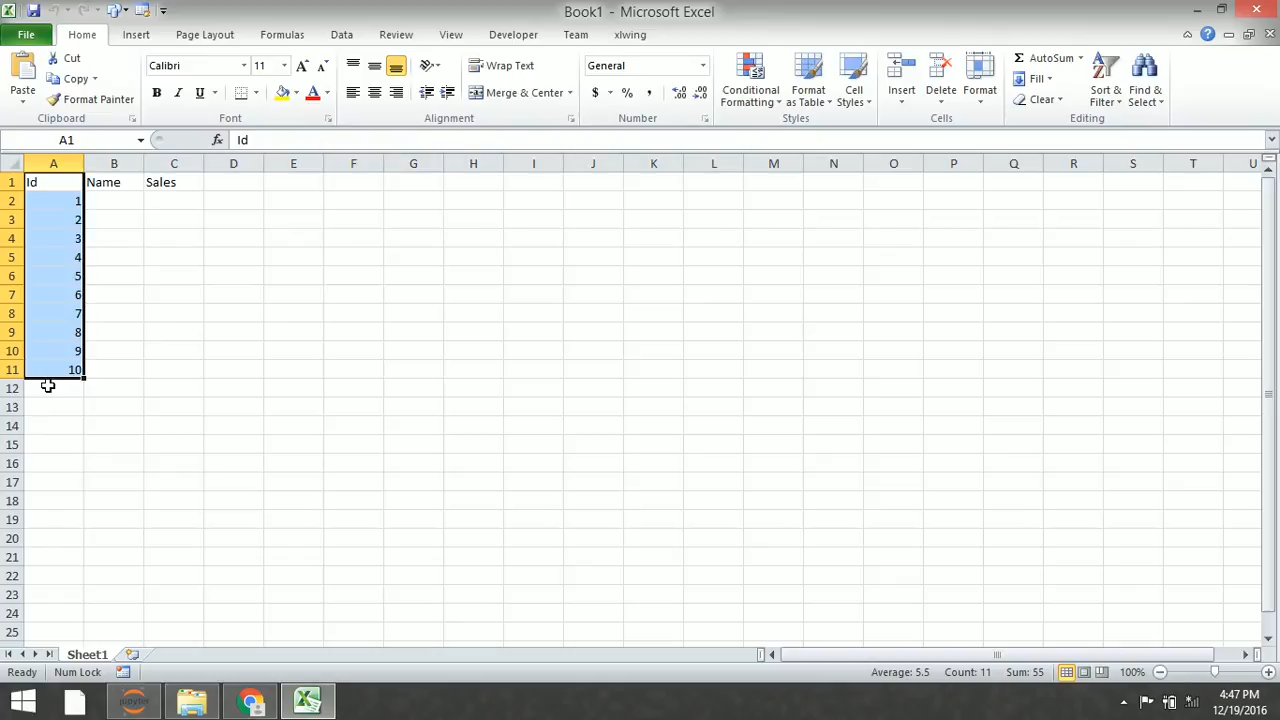 Book1 - Microsoft Excel
File Home Insert Page Layout Formulas Data Review View Developer Team xlwing
Cut
Copy
Format Painter
Paste
Clipboard
Calibri 11
B I U
Font
Wrap Text
Merge & Center
Alignment
General
$ % ,
Number
Conditional Formatting
Format as Table
Cell Styles
Styles
Insert
Delete
Format
Cells
AutoSum
Fill
Clear
Sort & Filter
Find & Select
Editing
A1 fx Id
A B C D E F G H I J K L M N O P Q R S T U
1 Id Name Sales
2 1
3 2
4 3
5 4
6 5
7 6
8 7
9 8
10 9
11 10
12
13
14
15
16
17
18
19
20
21
22
23
24
25
Sheet1
Ready Num Lock Average: 5.5 Count: 11 Sum: 55 100%
jupyter
4:47 PM
12/19/2016